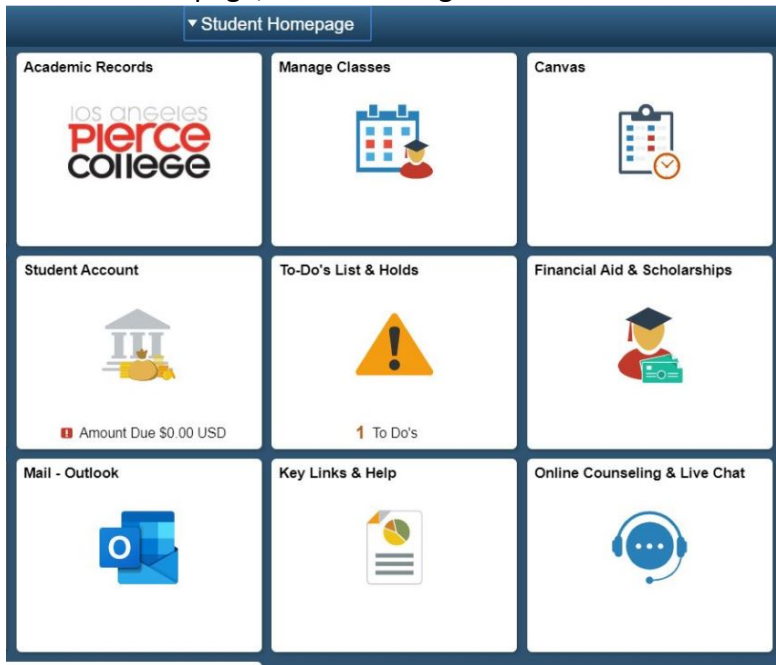 ▾ Student Homepage
Academic Records
Manage Classes
Canvas
los angeles
Pierce
college
Student Account
To-Do's List & Holds
Financial Aid & Scholarships
Amount Due $0.00 USD
1 To Do's
Mail - Outlook
Key Links & Help
Online Counseling & Live Chat
O